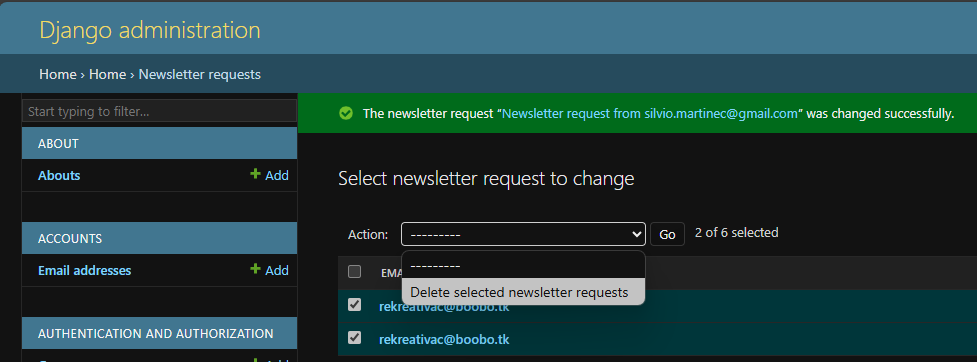 Django administration
Home › Home › Newsletter requests
Start typing to filter...
The newsletter request “Newsletter request from silvio.martinec@gmail.com” was changed successfully.
ABOUT
Abouts + Add
Select newsletter request to change
ACCOUNTS
Action: --------- Go 2 of 6 selected
Email addresses + Add
---------
Delete selected newsletter requests
rekreativac@boobo.tk
AUTHENTICATION AND AUTHORIZATION
rekreativac@boobo.tk